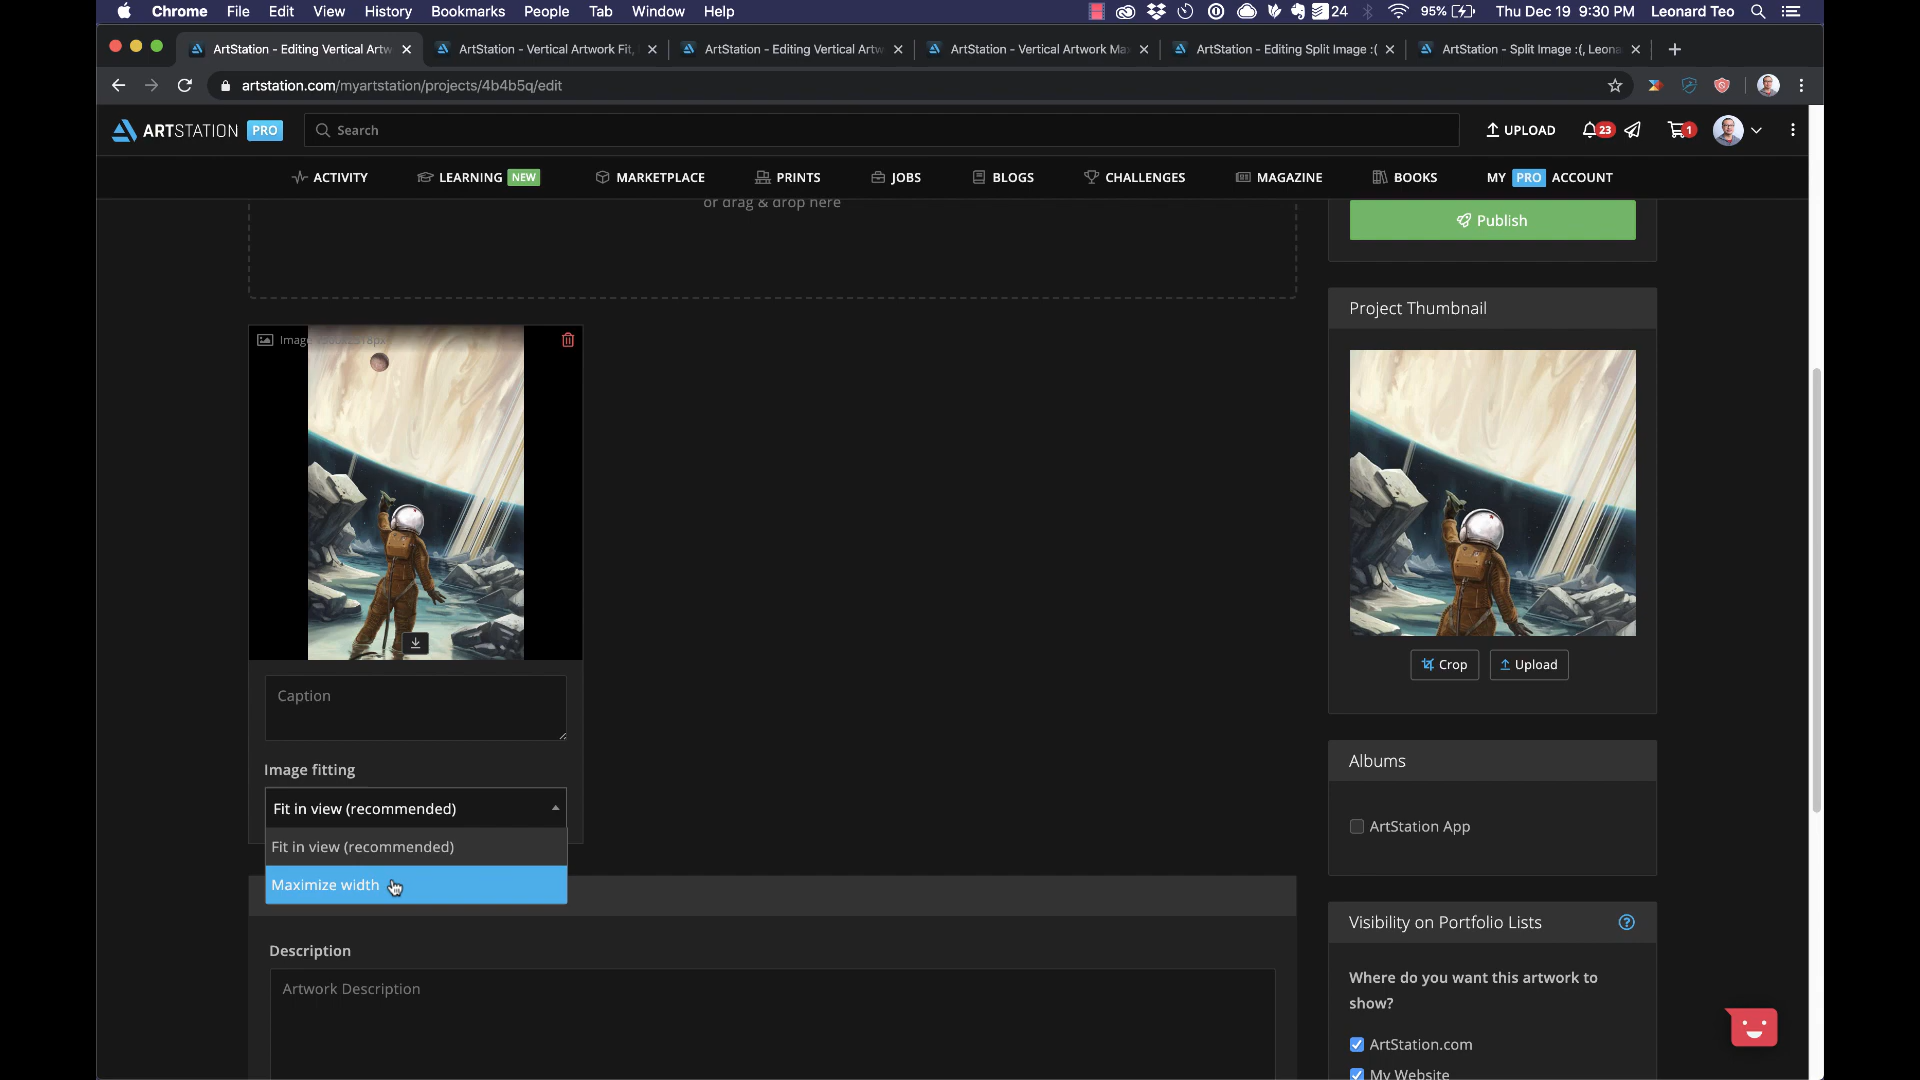 Chrome File Edit View History Bookmarks People Tab Window Help 24 95% Thu Dec 19 9:30 PM Leonard Teo
ArtStation - Editing Vertical Artw ArtStation - Vertical Artwork Fit, ArtStation - Editing Vertical Artw ArtStation - Vertical Artwork Ma ArtStation - Editing Split Image :( ArtStation - Split Image :(, Leona
artstation.com/myartstation/projects/4b4b5q/edit
ARTSTATION PRO Search UPLOAD 23 1
ACTIVITY LEARNING NEW MARKETPLACE PRINTS JOBS BLOGS CHALLENGES MAGAZINE BOOKS MY PRO ACCOUNT
or drag & drop here
Publish
Project Thumbnail
Image
Crop Upload
Caption
Image fitting
Fit in view (recommended)
Fit in view (recommended)
Maximize width
Albums
ArtStation App
Description
Artwork Description
Visibility on Portfolio Lists
Where do you want this artwork to
show?
ArtStation.com
My Website